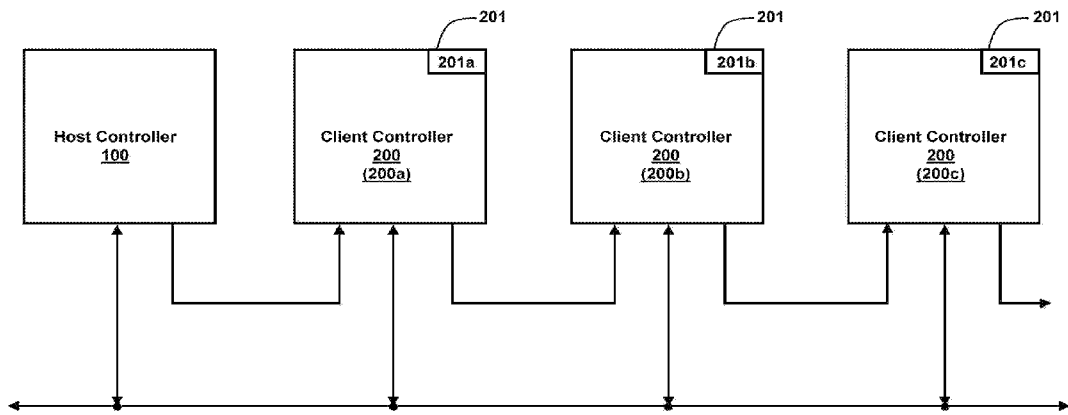 201
201
201
201a
201b
201c
Host Controller
100
Client Controller
200
(200a)
Client Controller
200
(200b)
Client Controller
200
(200c)